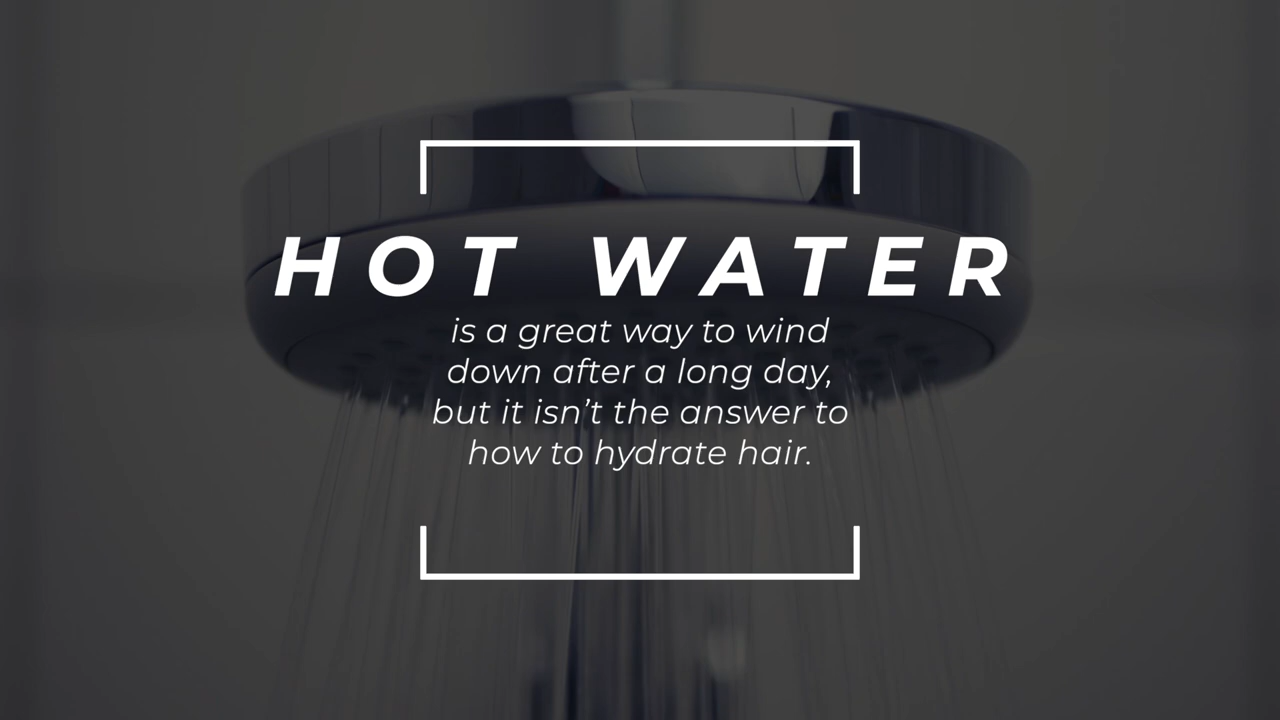 HOT WATER
is a great way to wind
down after a long day,
but it isn't the answer to
how to hydrate hair.